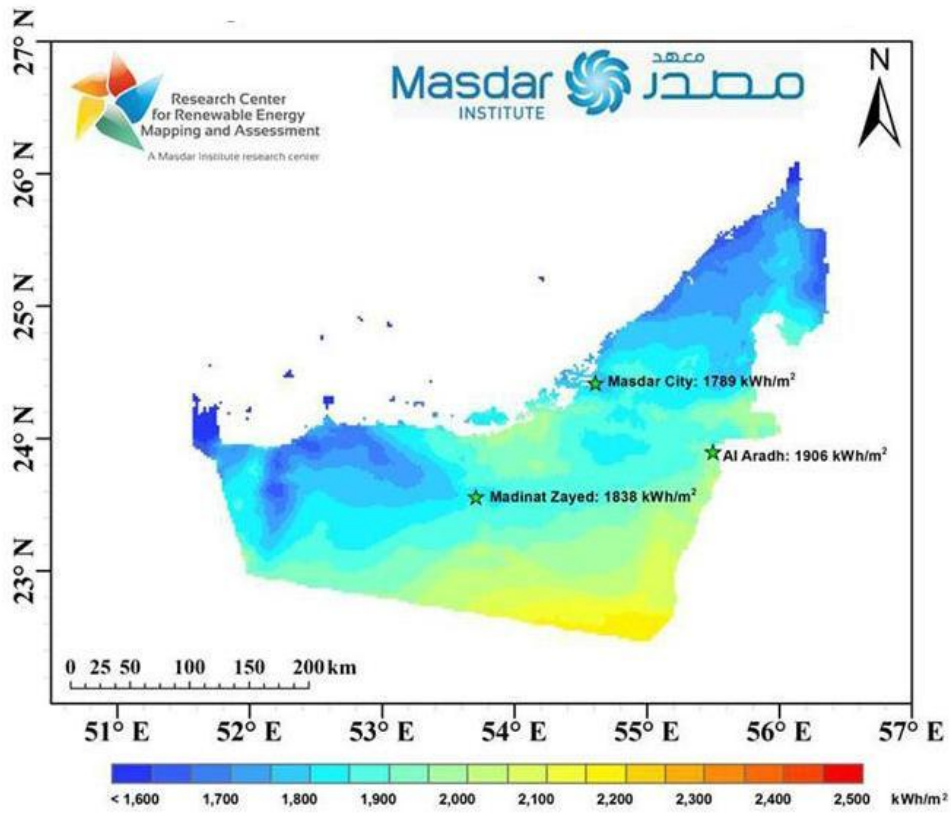 Research Center
for Renewable Energy
Mapping and Assessment
A Masdar Institute research center
Masdar
INSTITUTE
معهد
مصدر
N
27° N
26° N
25° N
24° N
23° N
Masdar City: 1789 kWh/m²
Al Aradh: 1906 kWh/m²
Madinat Zayed: 1838 kWh/m²
0 25 50 100 150 200 km
51° E 52° E 53° E 54° E 55° E 56° E 57° E
< 1,600 1,700 1,800 1,900 2,000 2,100 2,200 2,300 2,400 2,500 kWh/m²